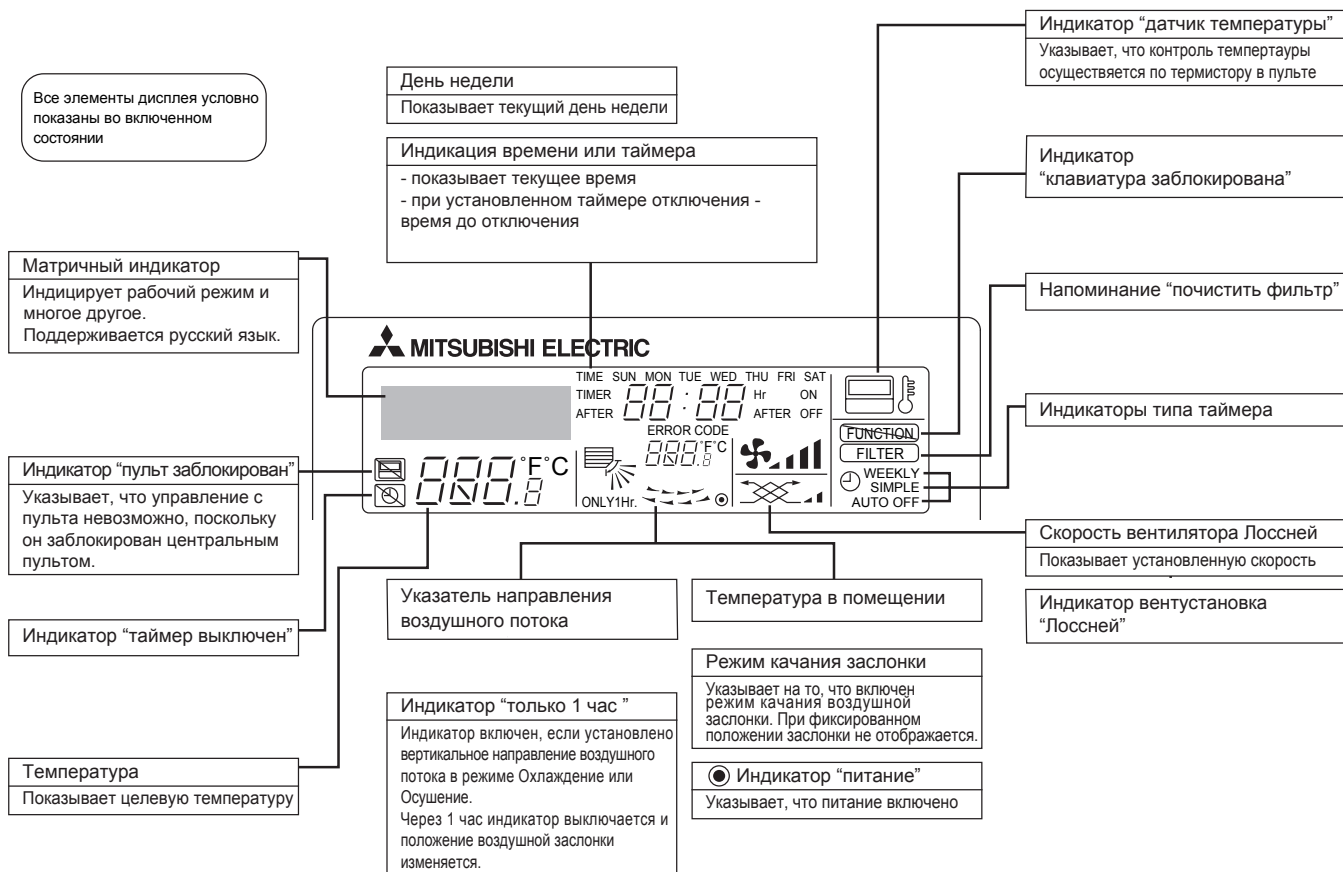 Все элементы дисплея условно
показаны во включенном
состоянии
День недели
Показывает текущий день недели
Индикация времени или таймера
- показывает текущее время
- при установленном таймере отключения -
время до отключения
Индикатор “датчик температуры”
Указывает, что контроль темпертауры
осуществяется по термистору в пульте
Индикатор
“клавиатура заблокирована”
Матричный индикатор
Индицирует рабочий режим и
многое другое.
Поддерживается русский язык.
Напоминание “почистить фильтр”
MITSUBISHI ELECTRIC
TIME SUN MON TUE WED THU FRI SAT
TIMER 88:88 Hr ON
AFTER AFTER OFF
ERROR CODE
888.8 °F°C
FUNCTION
FILTER
WEEKLY
SIMPLE
AUTO OFF
888.8 °F°C
ONLY1Hr.
Индикаторы типа таймера
Индикатор “пульт заблокирован”
Указывает, что управление с
пульта невозможно, поскольку
он заблокирован центральным
пультом.
Скорость вентилятора Лоссней
Показывает установленную скорость
Индикатор “таймер выключен”
Указатель направления
воздушного потока
Температура в помещении
Индикатор вентустановка
“Лоссней”
Режим качания заслонки
Указывает на то, что включен
режим качания воздушной
заслонки. При фиксированном
положении заслонки не отображается.
Индикатор “только 1 час ”
Индикатор включен, если установлено
вертикальное направление воздушного
потока в режиме Охлаждение или
Осушение.
Через 1 час индикатор выключается и
положение воздушной заслонки
изменяется.
Температура
Показывает целевую температуру
Индикатор “питание”
Указывает, что питание включено